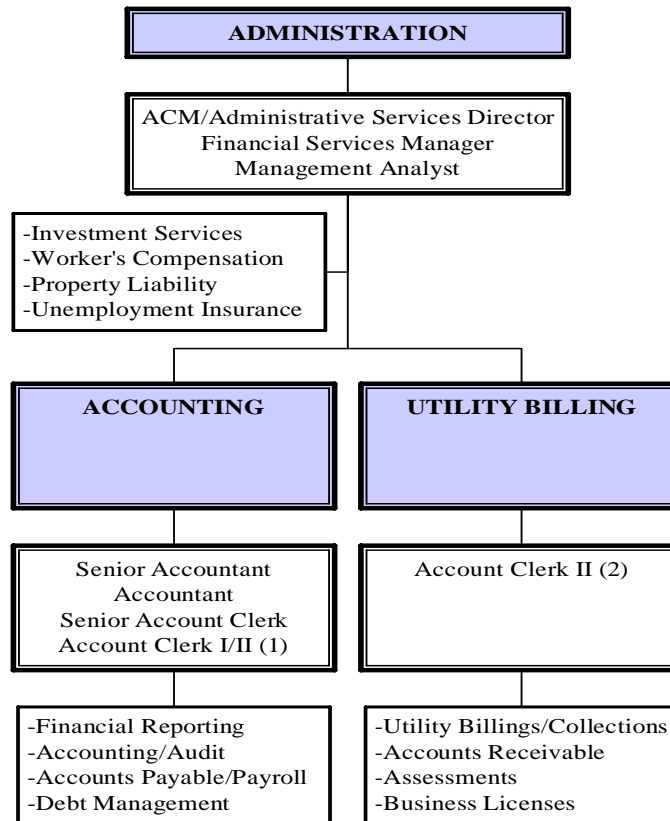 ADMINISTRATION
ACM/Administrative Services Director
Financial Services Manager
Management Analyst
-Investment Services
-Worker's Compensation
-Property Liability
-Unemployment Insurance
ACCOUNTING
UTILITY BILLING
Senior Accountant
Accountant
Senior Account Clerk
Account Clerk I/II (1)
Account Clerk II (2)
-Financial Reporting
-Accounting/Audit
-Accounts Payable/Payroll
-Debt Management
-Utility Billings/Collections
-Accounts Receivable
-Assessments
-Business Licenses